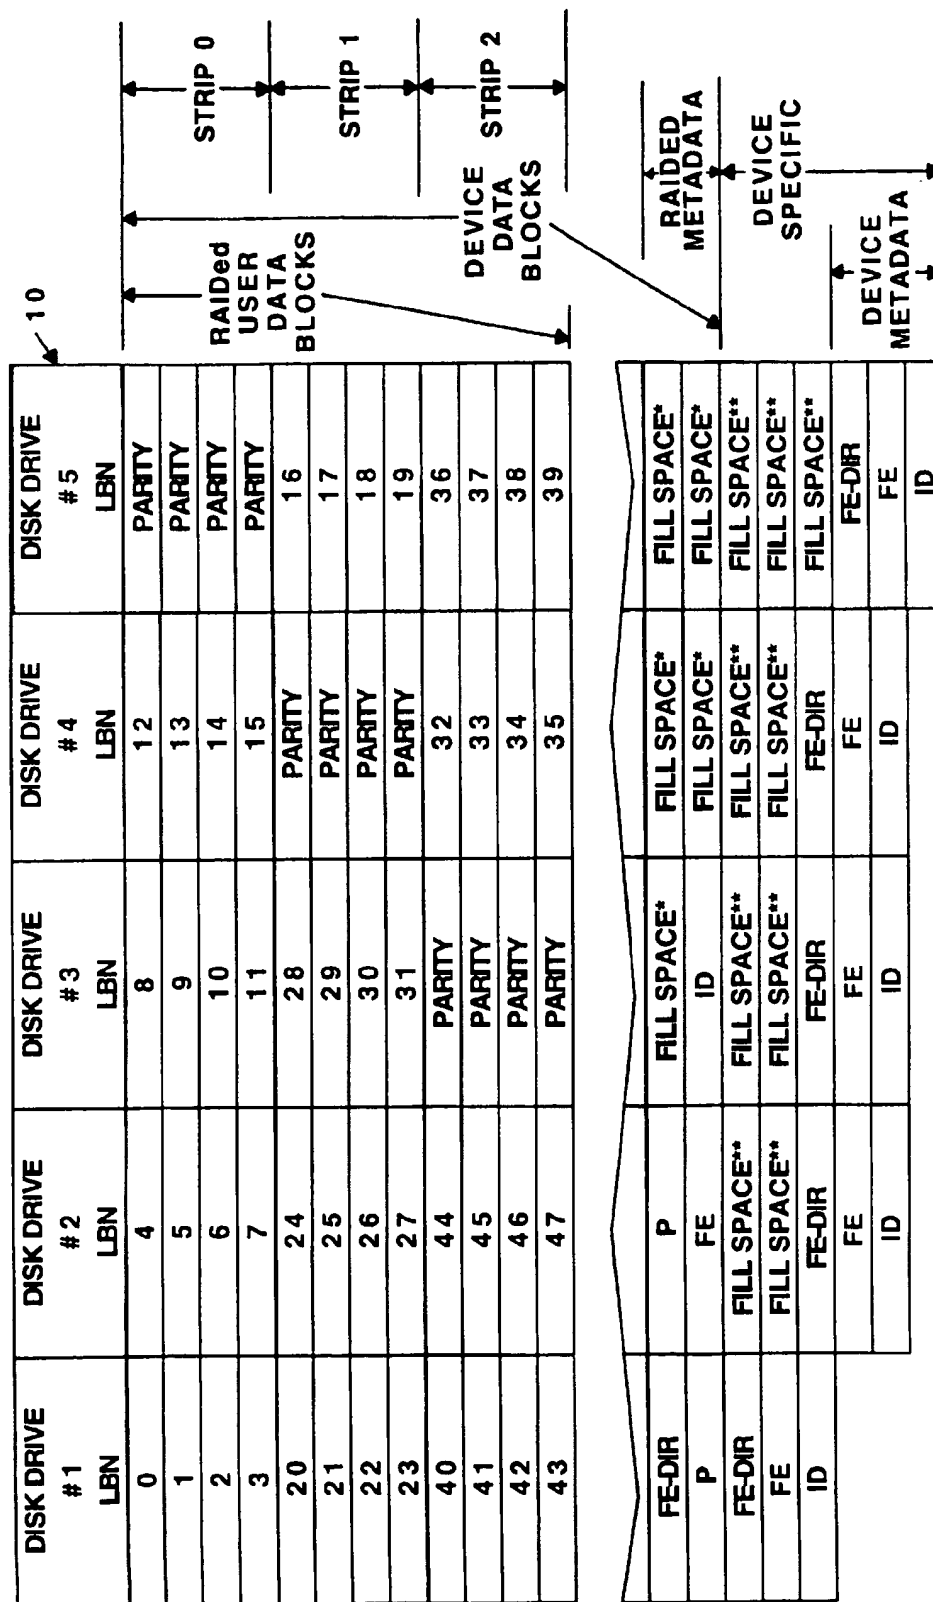 10
DISK DRIVE #1 LBN | DISK DRIVE #2 LBN | DISK DRIVE #3 LBN | DISK DRIVE #4 LBN | DISK DRIVE #5 LBN
0 | 4 | 8 | 12 | PARITY
1 | 5 | 9 | 13 | PARITY
2 | 6 | 10 | 14 | PARITY
3 | 7 | 11 | 15 | PARITY
20 | 24 | 28 | PARITY | 16
21 | 25 | 29 | PARITY | 17
22 | 26 | 30 | PARITY | 18
23 | 27 | 31 | PARITY | 19
40 | 44 | PARITY | 32 | 36
41 | 45 | PARITY | 33 | 37
42 | 46 | PARITY | 34 | 38
43 | 47 | PARITY | 35 | 39
FE-DIR | P | FILL SPACE* | FILL SPACE* | FILL SPACE*
P | FE | ID | FILL SPACE* | FILL SPACE*
FE-DIR | FILL SPACE** | FILL SPACE** | FILL SPACE** | FILL SPACE**
FE | FILL SPACE** | FILL SPACE** | FILL SPACE** | FILL SPACE**
ID | FE-DIR | FE-DIR | FE-DIR | FILL SPACE**
FE | FE | FE | FE-DIR
ID | ID | ID | FE
ID
RAIDed
USER
DATA
BLOCKS
DEVICE
DATA
BLOCKS
STRIP 0
STRIP 1
STRIP 2
RAIDED
METADATA
DEVICE
SPECIFIC
DEVICE
METADATA